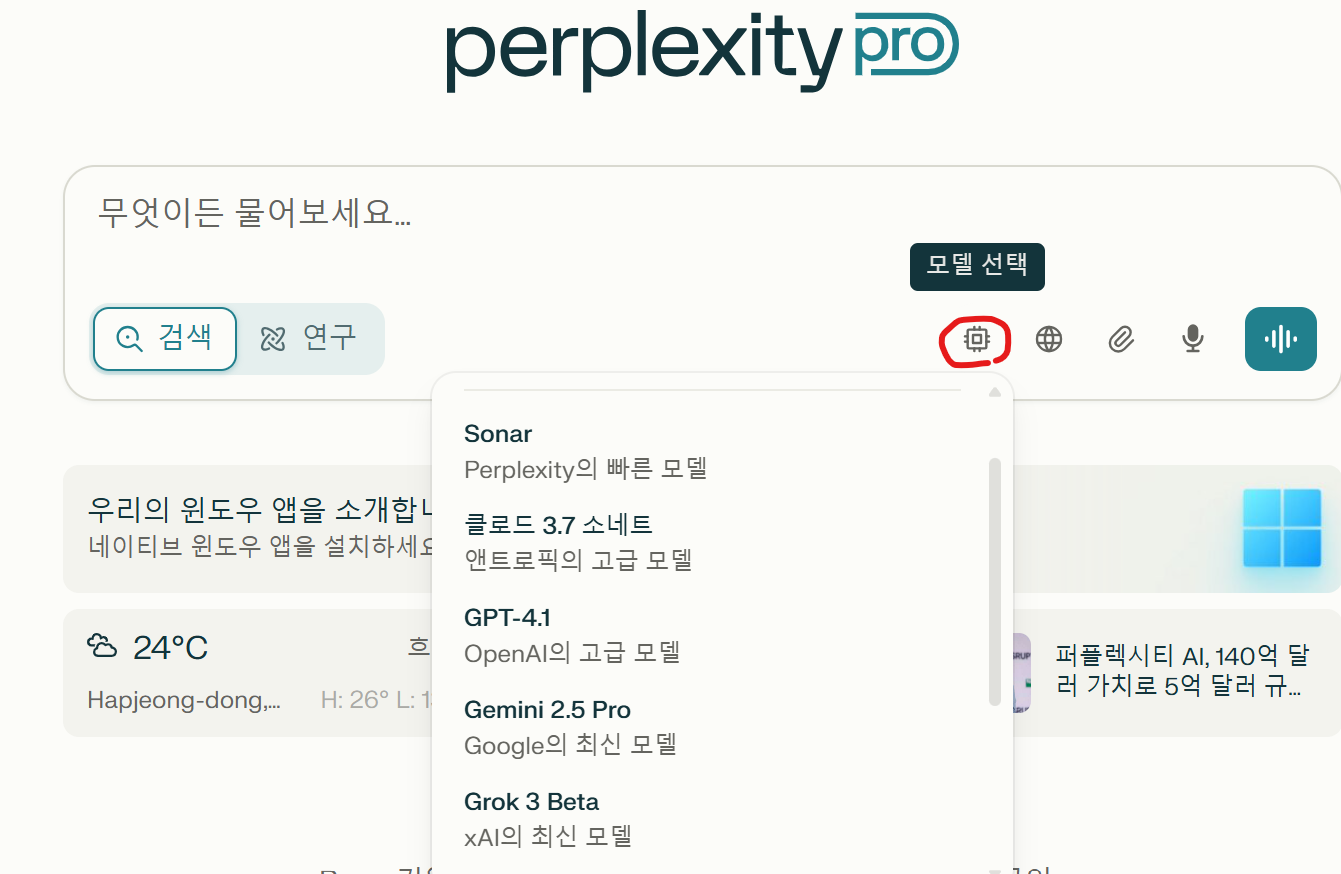 perplexity pro
무엇이든 물어보세요...
모델 선택
검색
연구
Sonar
Perplexity의 빠른 모델
클로드 3.7 소네트
앤트로픽의 고급 모델
GPT-4.1
OpenAI의 고급 모델
Gemini 2.5 Pro
Google의 최신 모델
Grok 3 Beta
xAI의 최신 모델
우리의 윈도우 앱을 소개합
네이티브 윈도우 앱을 설치하세요
24°C
흐
Hapjeong-dong,...
H: 26° L:
퍼플렉시티 AI, 140억 달
러 가치로 5억 달러 규...